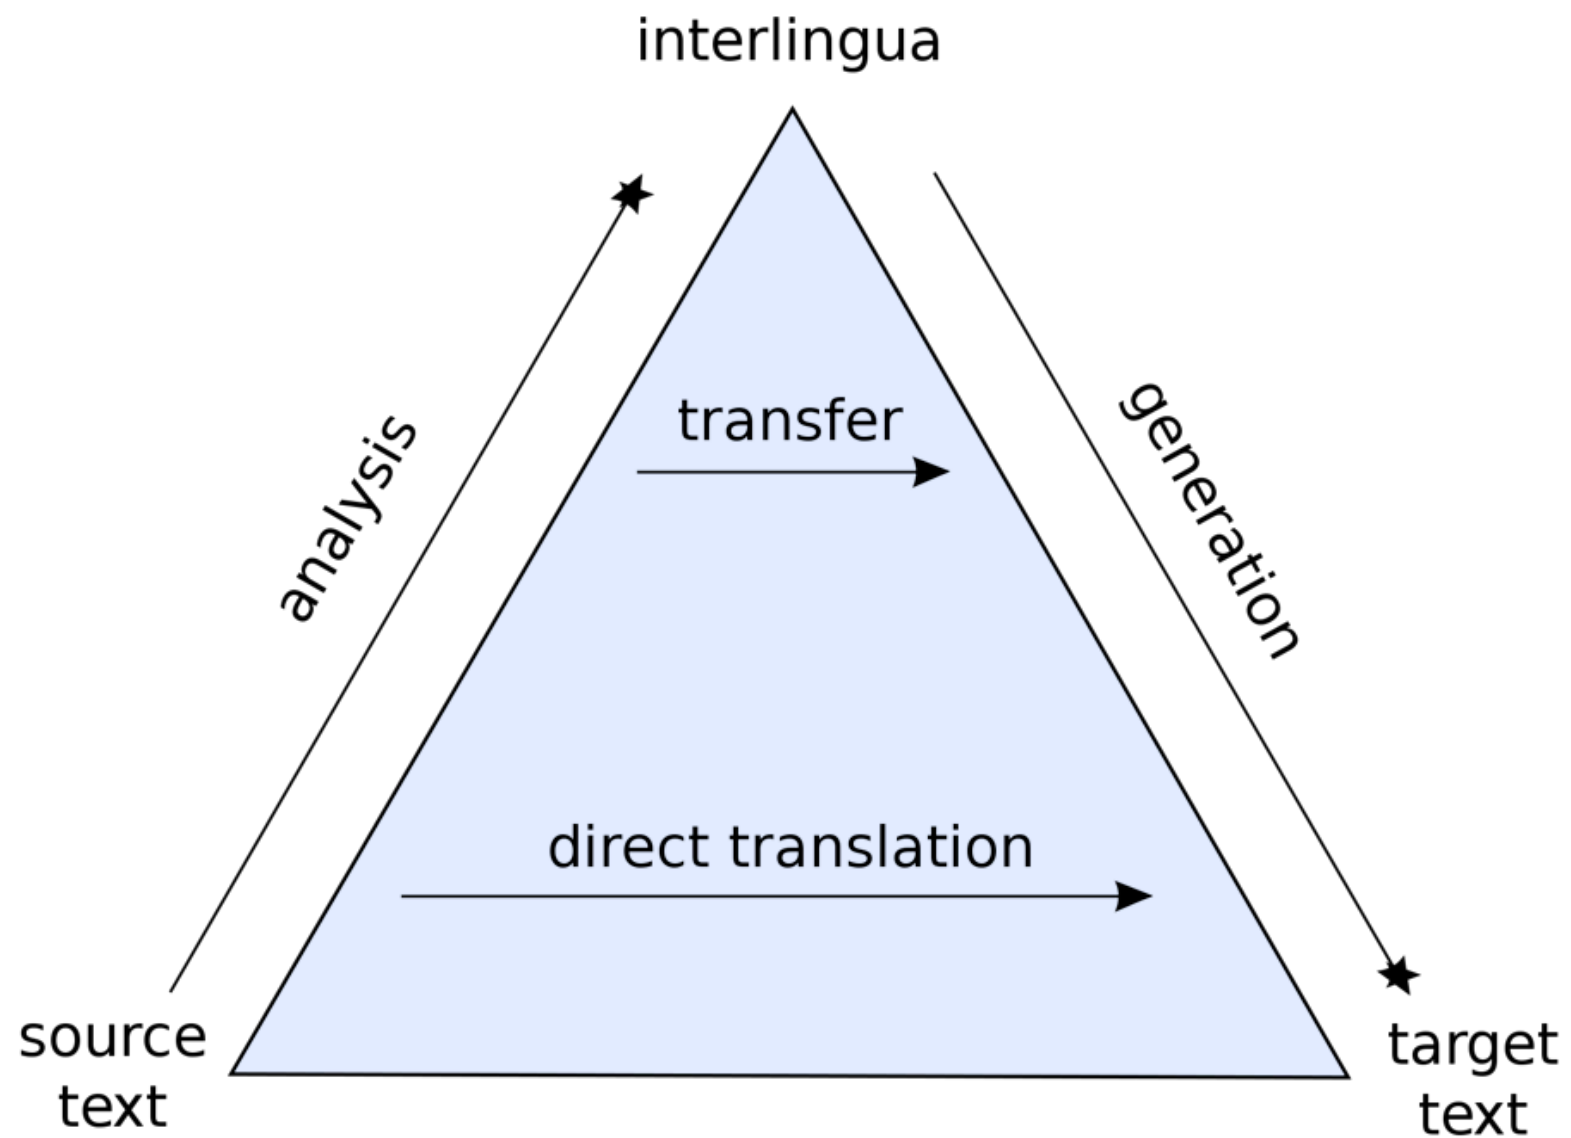 interlingua
analysis
transfer
generation
direct translation
source
text
target
text